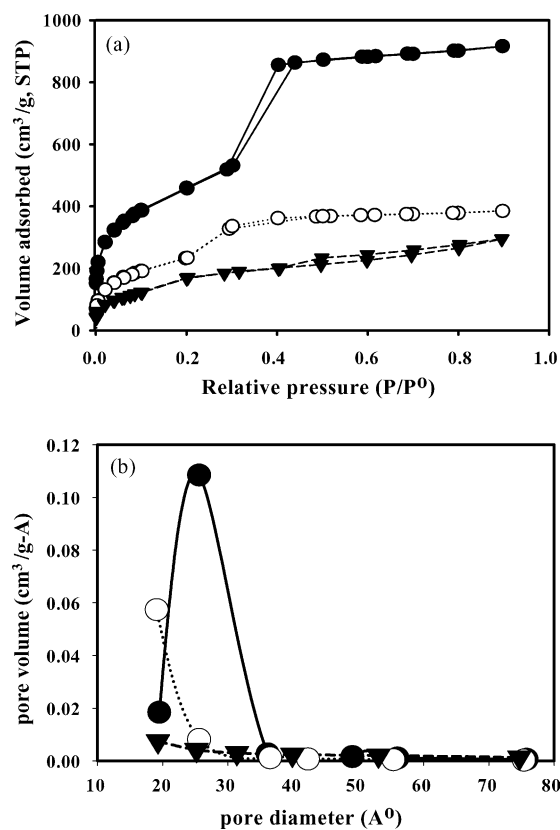 (a)
Volume adsorbed (cm³/g, STP)
1000
800
600
400
200
0
0.0 0.2 0.4 0.6 0.8 1.0
Relative pressure (P/P⁰)
(b)
pore volume (cm³/g-A)
0.12
0.10
0.08
0.06
0.04
0.02
0.00
10 20 30 40 50 60 70 80
pore diameter (A⁰)